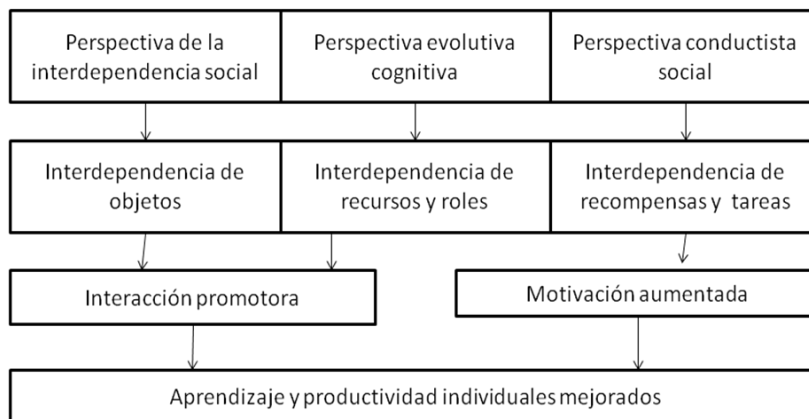 Perspectiva de la
interdependencia social
Perspectiva evolutiva
cognitiva
Perspectiva conductista
social
Interdependencia de
objetos
Interdependencia de
recursos y roles
Interdependencia de
recompensas y tareas
Interacción promotora
Motivación aumentada
Aprendizaje y productividad individuales mejorados